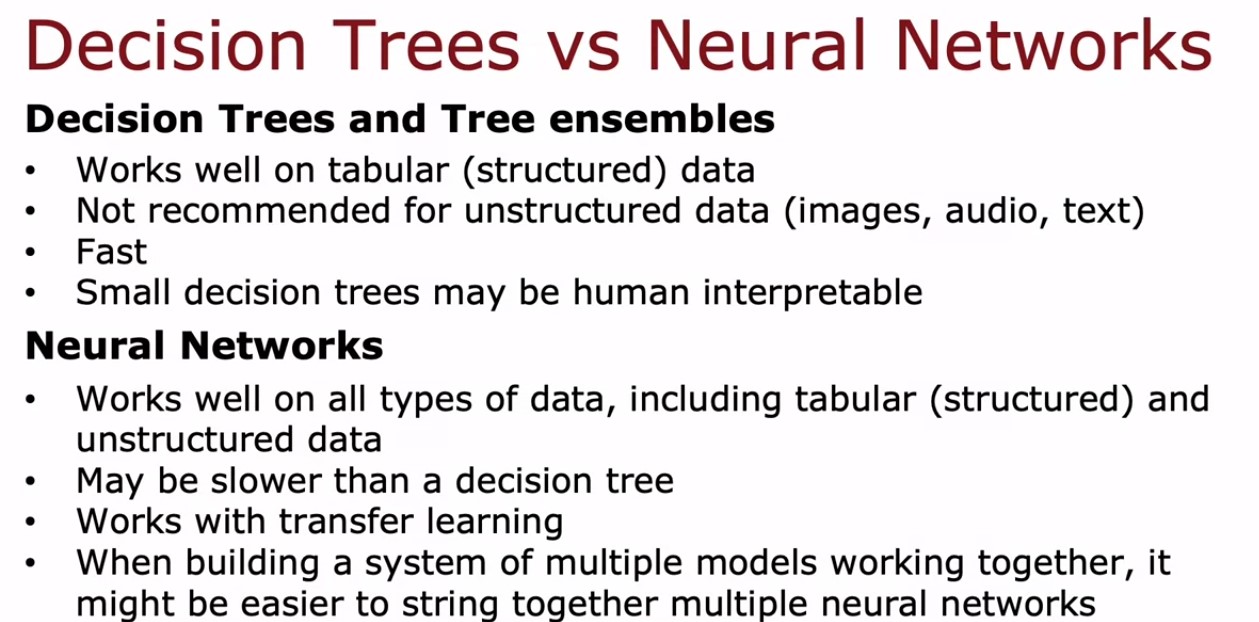 Decision Trees vs Neural Networks
Decision Trees and Tree ensembles
• Works well on tabular (structured) data
• Not recommended for unstructured data (images, audio, text)
• Fast
• Small decision trees may be human interpretable
Neural Networks
• Works well on all types of data, including tabular (structured) and
unstructured data
• May be slower than a decision tree
• Works with transfer learning
• When building a system of multiple models working together, it
might be easier to string together multiple neural networks